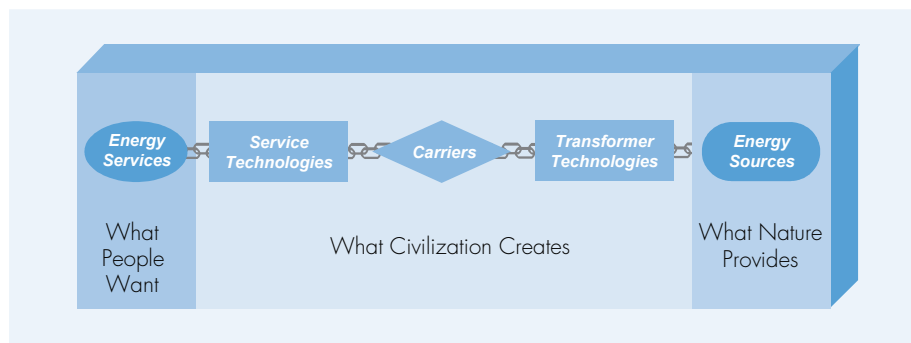 Energy
Services
Service
Technologies
Carriers
Transformer
Technologies
Energy
Sources
What
People
Want
What Civilization Creates
What Nature
Provides